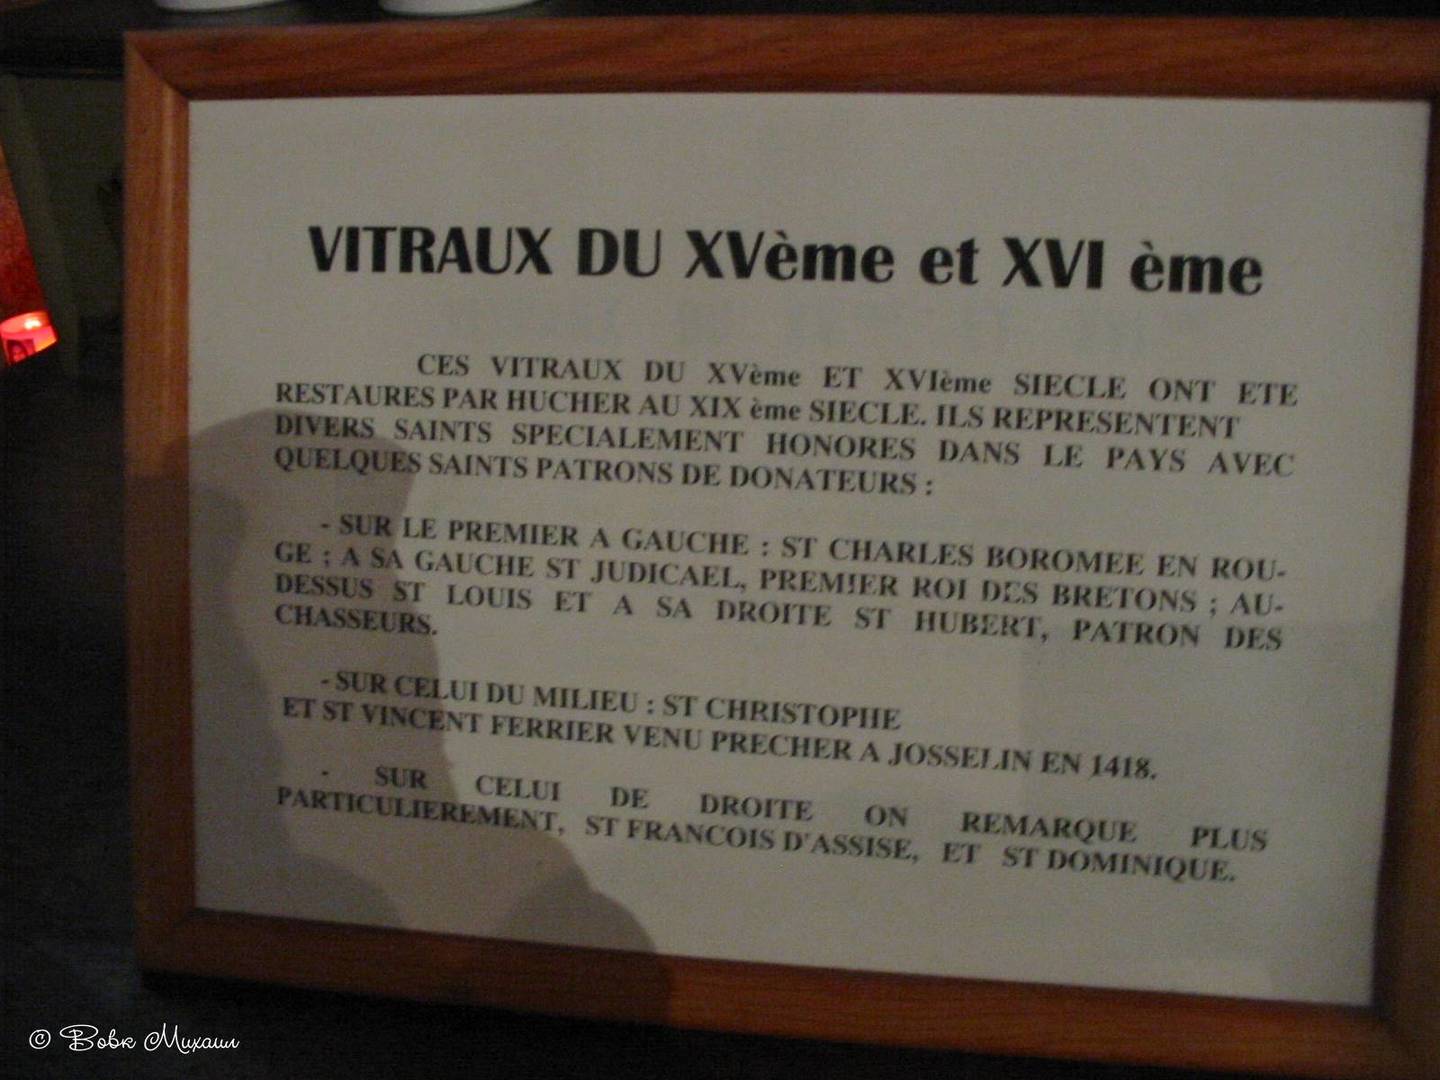 VITRAUX DU XVème et XVI ème
CES VITRAUX DU XVème ET XVIème SIECLE ONT ETE
RESTAURES PAR HUCHER AU XIX ème SIECLE. ILS REPRESENTENT
DIVERS SAINTS SPECIALEMENT HONORES DANS LE PAYS AVEC
QUELQUES SAINTS PATRONS DE DONATEURS :
- SUR LE PREMIER A GAUCHE : ST CHARLES BOROMEE EN ROU-
GE ; A SA GAUCHE ST JUDICAEL, PREMIER ROI DES BRETONS ; AU-
DESSUS ST LOUIS ET A SA DROITE ST HUBERT, PATRON DES
CHASSEURS.
- SUR CELUI DU MILIEU : ST CHRISTOPHE
ET ST VINCENT FERRIER VENU PRECHER A JOSSELIN EN 1418.
- SUR CELUI DE DROITE ON REMARQUE PLUS
PARTICULIEREMENT, ST FRANCOIS D'ASSISE, ET ST DOMINIQUE.
© Вовк Михаил